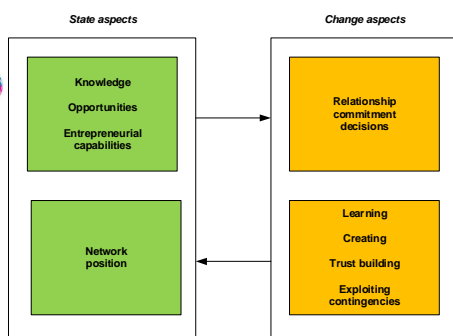 State aspects
Change aspects
Knowledge
Opportunities
Entrepreneurial
capabilities
Relationship
commitment
decisions
Network
position
Learning
Creating
Trust building
Exploiting
contingencies